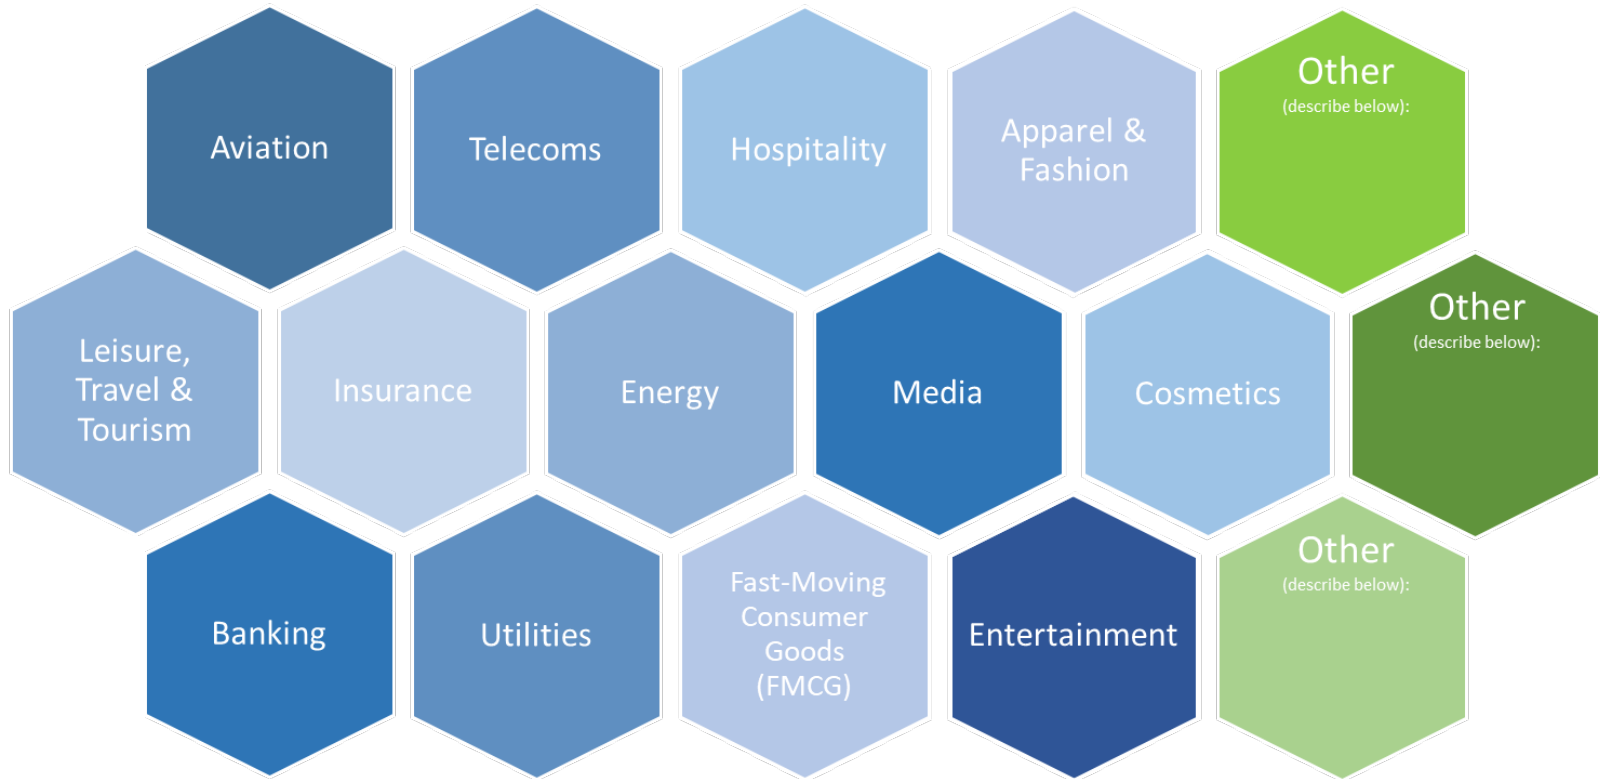 Aviation
Telecoms
Hospitality
Apparel &
Fashion
Other
(describe below):
Leisure,
Travel &
Tourism
Insurance
Energy
Media
Cosmetics
Other
(describe below):
Banking
Utilities
Fast-Moving
Consumer
Goods
(FMCG)
Entertainment
Other
(describe below):